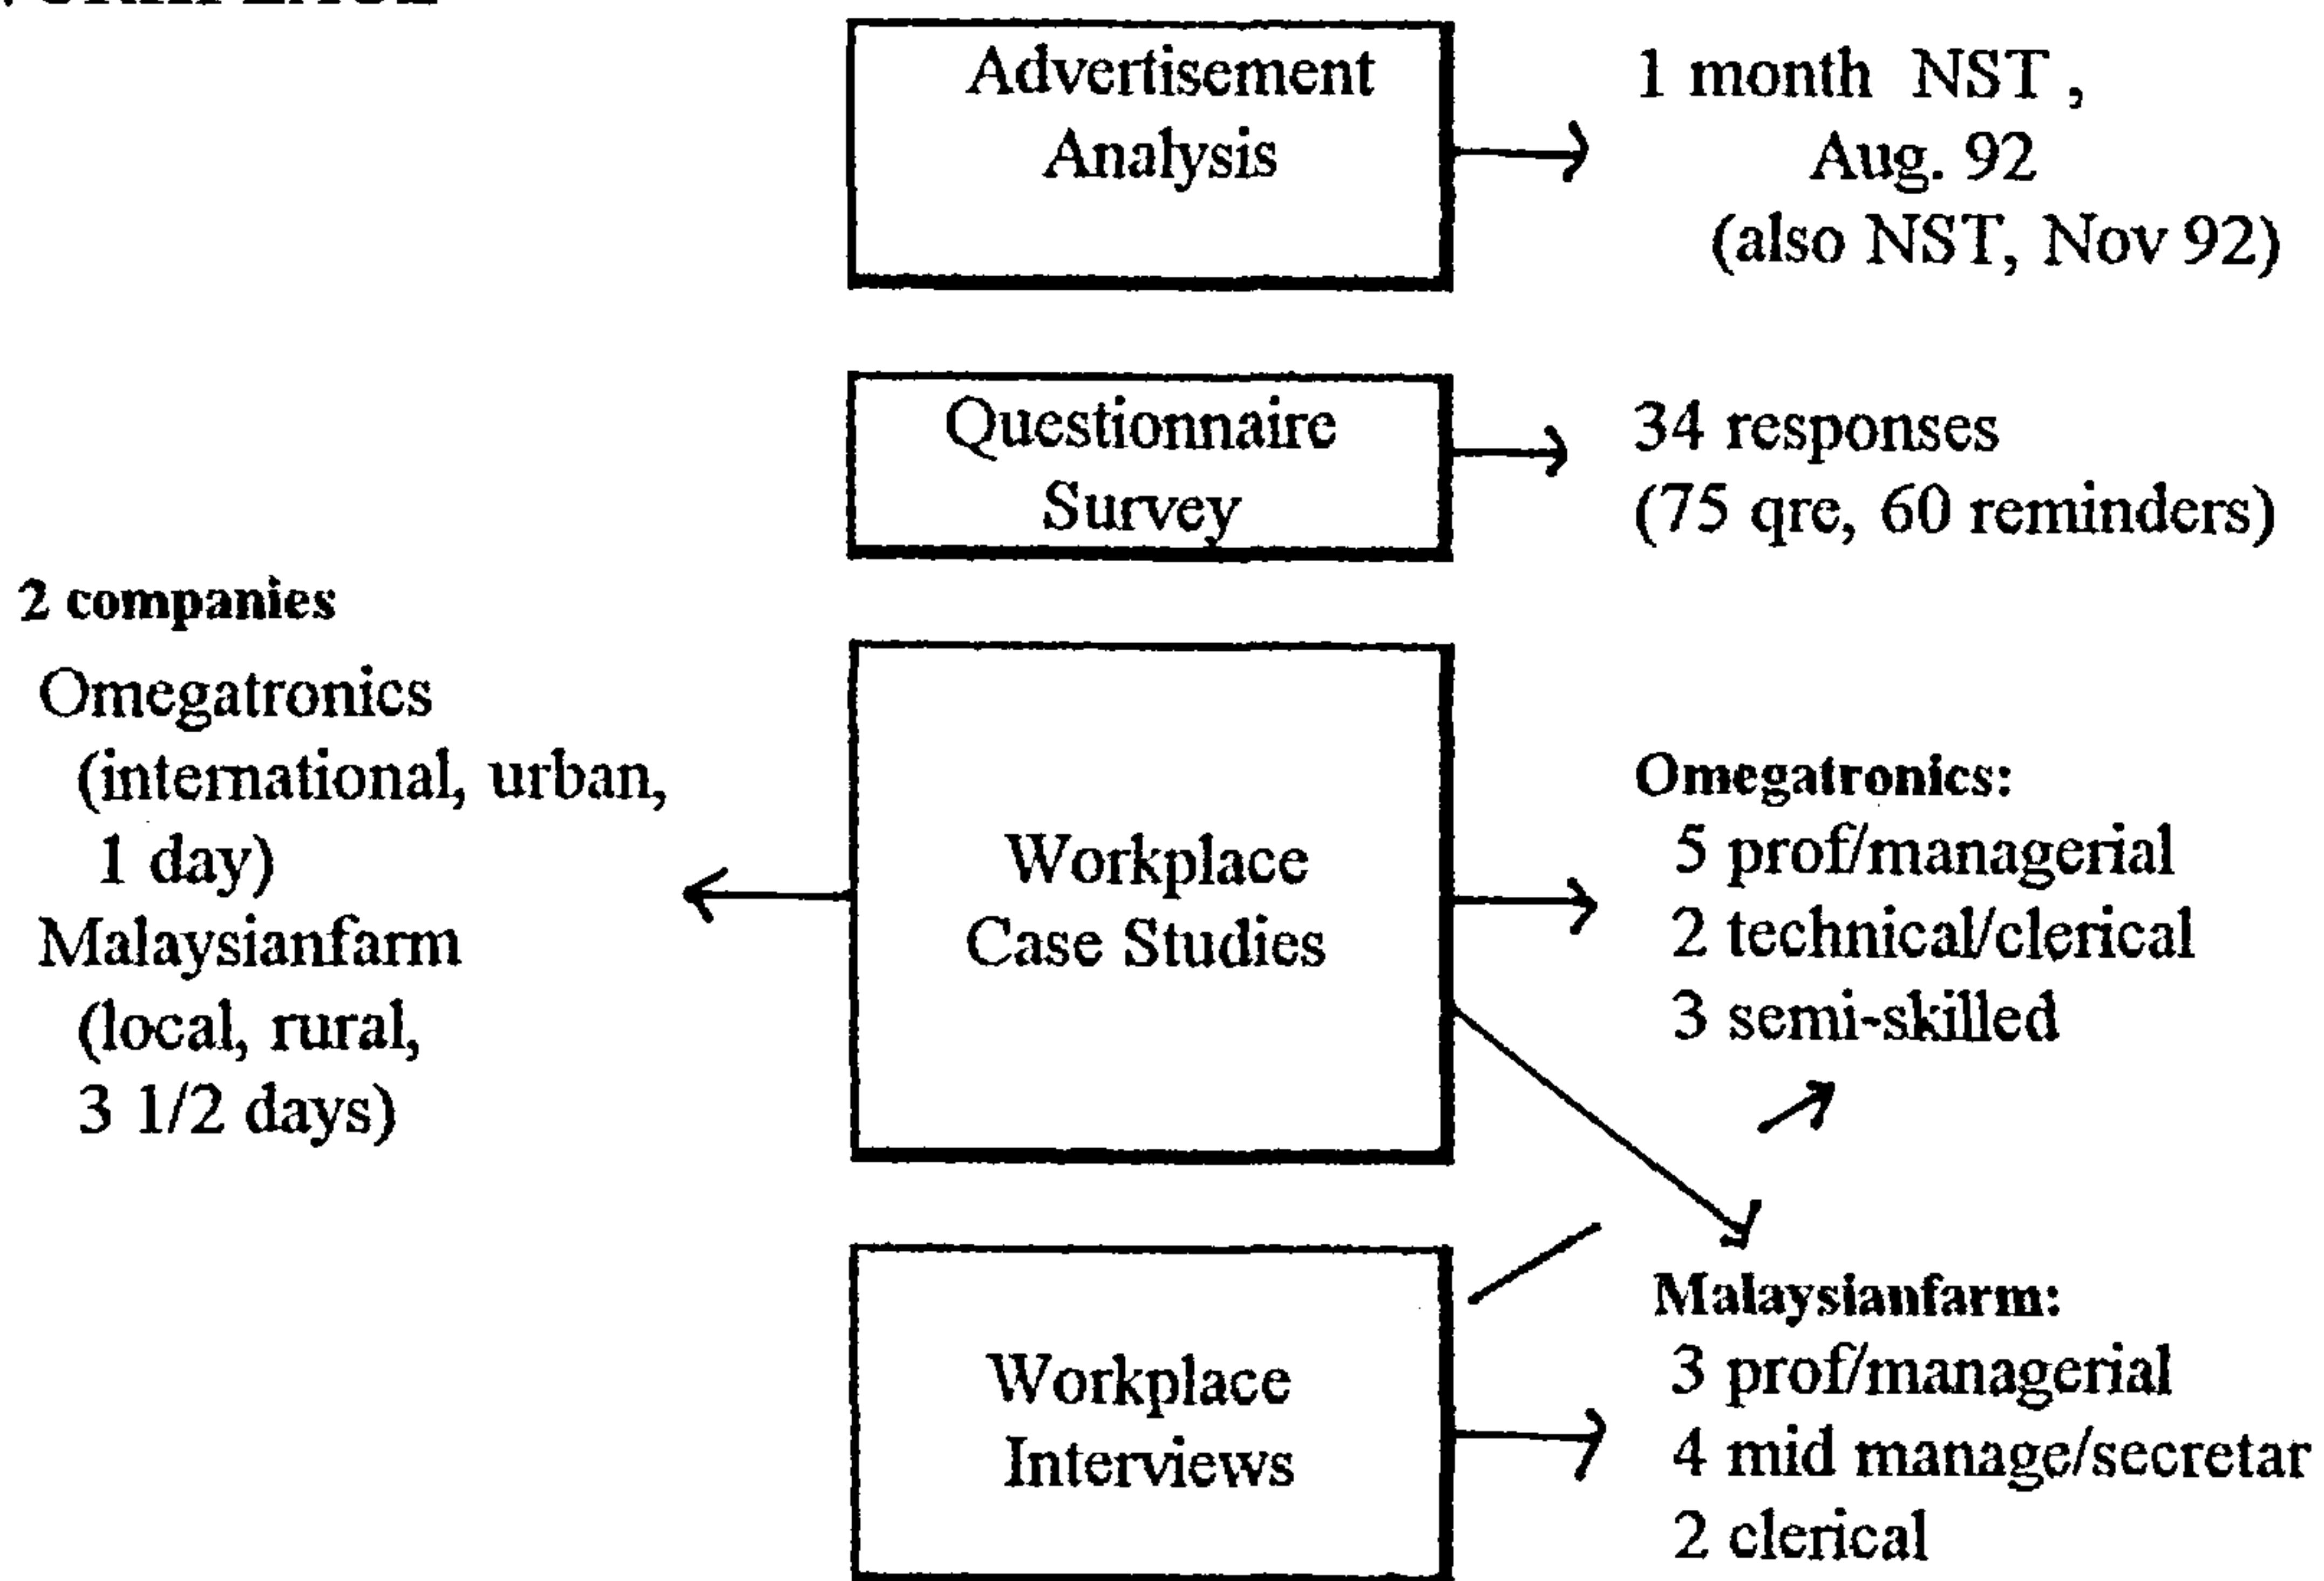 Advertisement
Analysis
1 month NST,
Aug. 92
(also NST, Nov 92)
Questionnaire
Survey
34 responses
(75 qre, 60 reminders)
2 companies
Omegatronics
(international, urban,
1 day)
Malaysianfarm
(local, rural,
3 1/2 days)
Workplace
Case Studies
Omegatronics:
5 prof/managerial
2 technical/clerical
3 semi-skilled
Workplace
Interviews
Malaysianfarm:
3 prof/managerial
4 mid manage/secretar
2 clerical